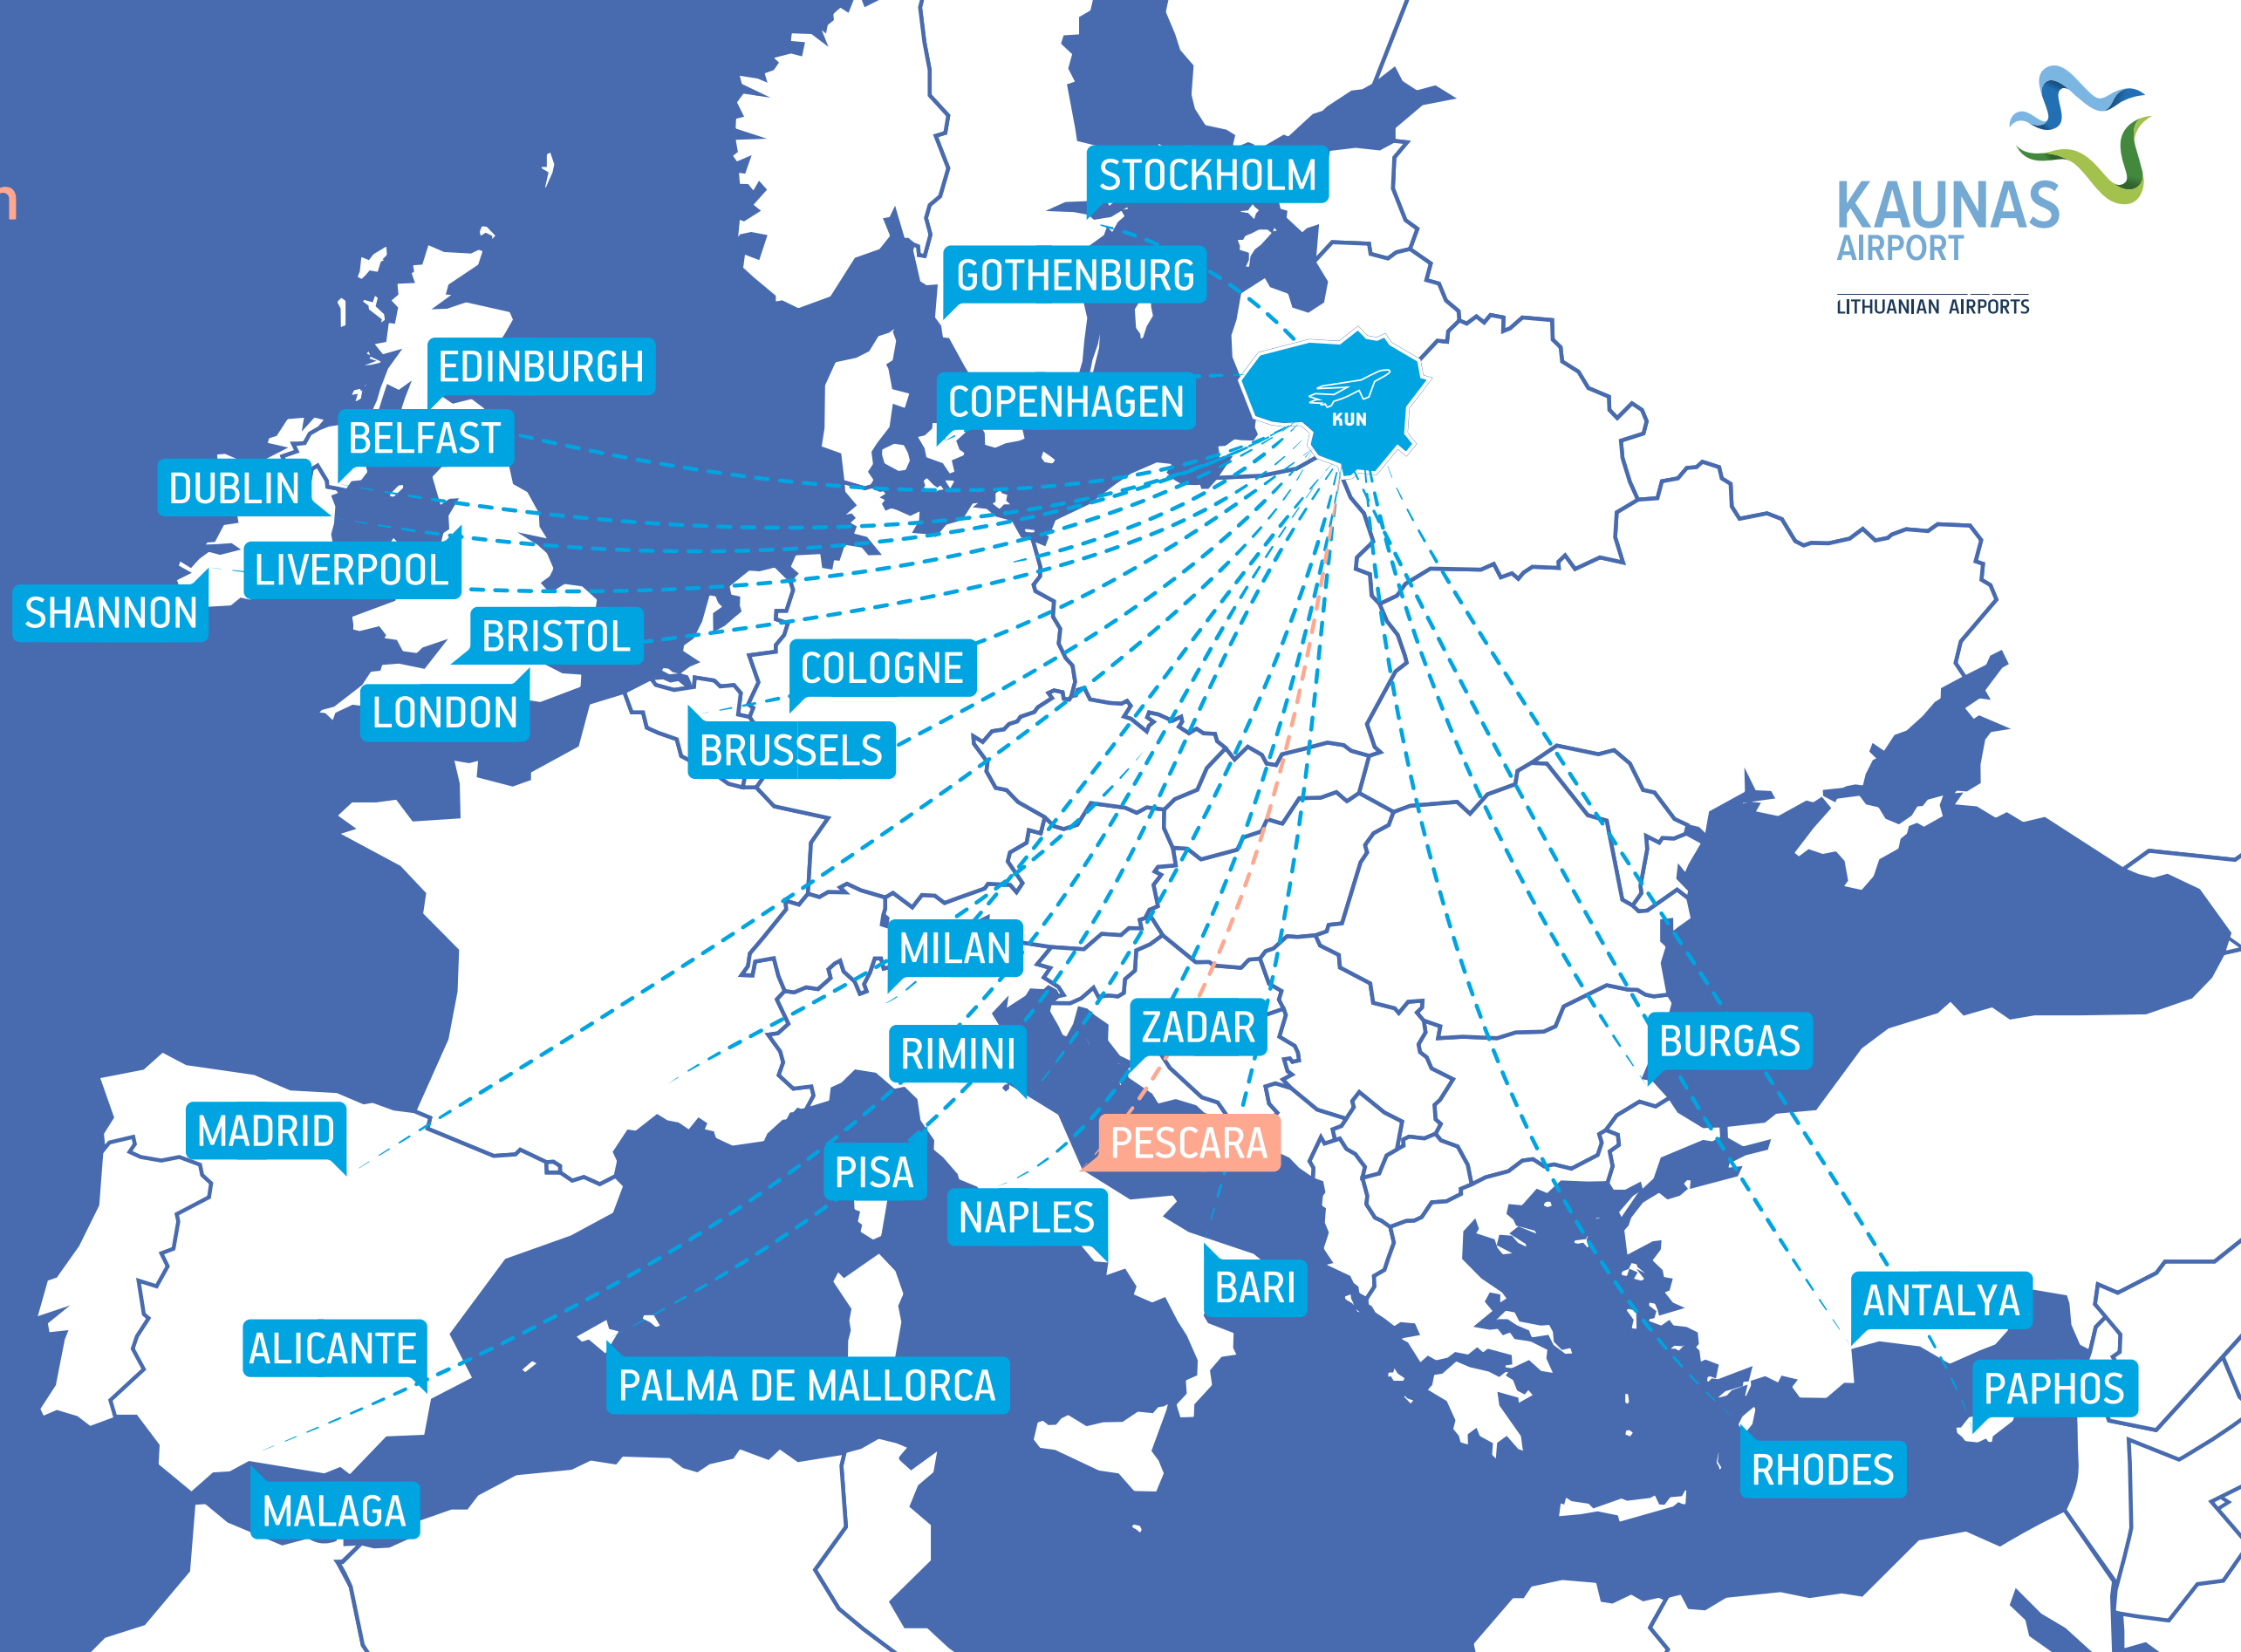 n
STOCKHOLM
KAUNAS
AIRPORT
LITHUANIAN AIRPORTS
GOTHENBURG
EDINBURGH
COPENHAGEN
KUN
BELFAST
DUBLIN
LIVERPOOL
SHANNON
BRISTOL
COLOGNE
LONDON
BRUSSELS
MILAN
ZADAR
RIMINI
BURGAS
MADRID
PESCARA
PISA
NAPLES
BARI
ANTALYA
ALICANTE
PALMA DE MALLORCA
PAPHOS
RHODES
MALAGA